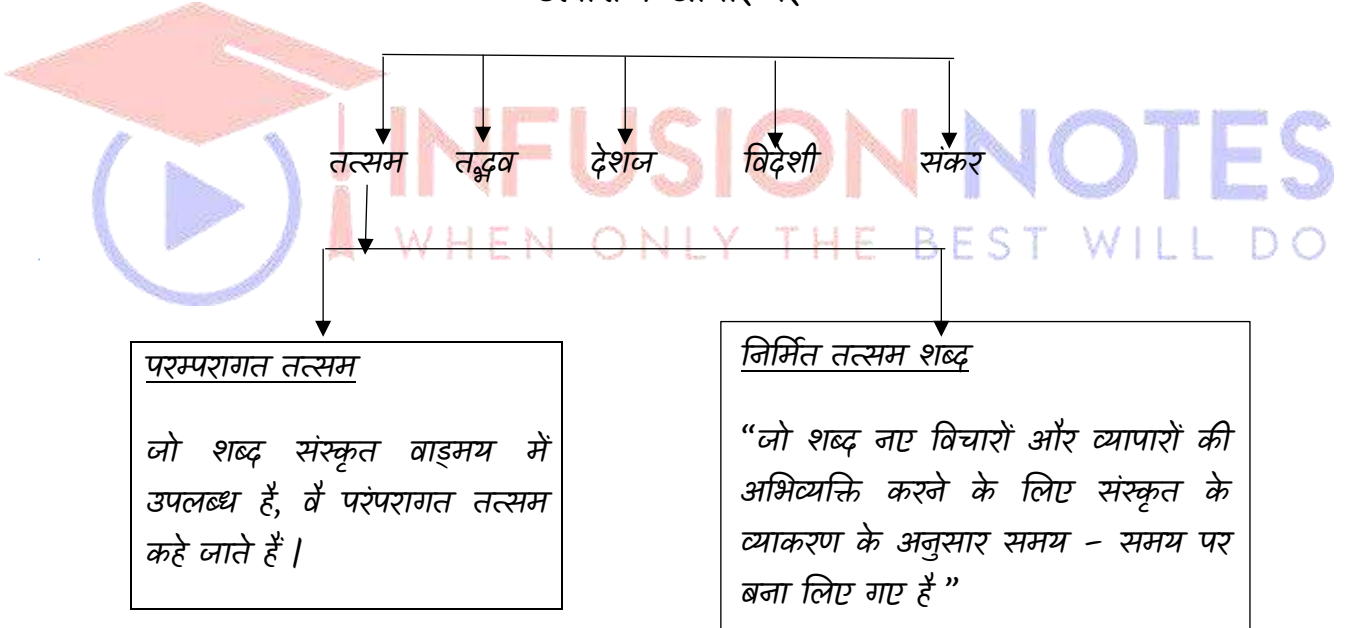 तत्सम तद्भव देशज विदेशी संकर
INFUSION NOTES
WHEN ONLY THE BEST WILL DO
परम्परागत तत्सम
जो शब्द संस्कृत वाड्मय में
उपलब्ध है, वै परंपरागत तत्सम
कहे जाते हैं |
निर्मित तत्सम शब्द
“जो शब्द नए विचारों और व्यापारों की
अभिव्यक्ति करने के लिए संस्कृत के
व्याकरण के अनुसार समय – समय पर
बना लिए गए है ”